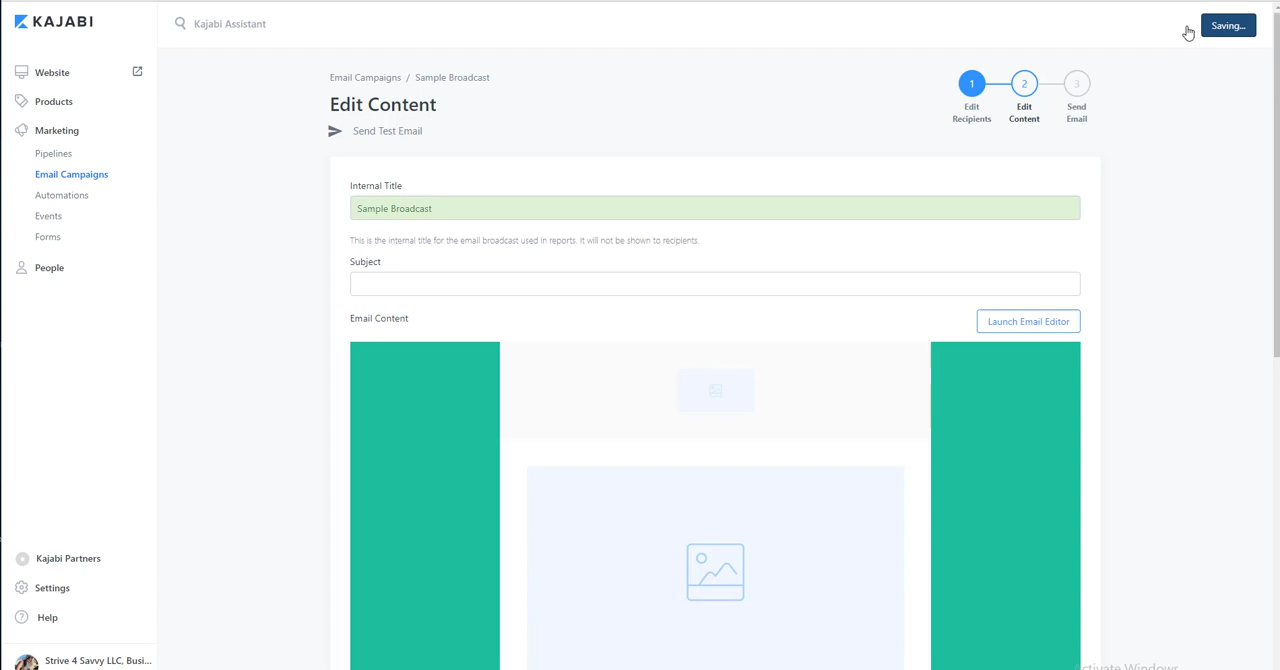 KAJABI
Kajabi Assistant
Saving...
Website
Products
Marketing
Pipelines
Email Campaigns
Automations
Events
Forms
People
Kajabi Partners
Settings
? Help
Strive 4 Savvy LLC, Busi...
Email Campaigns / Sample Broadcast
Edit Content
Send Test Email
1 2 3
Edit Recipients
Edit Content
Send Email
Internal Title
Sample Broadcast
This is the internal title for the email broadcast used in reports. It will not be shown to recipients.
Subject
Email Content
Launch Email Editor
Activate Windows